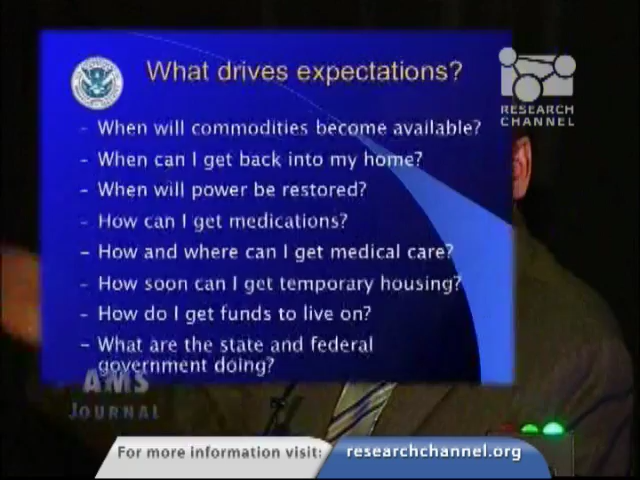 What drives expectations?
RESEARCH
CHANNEL
- When will commodities become available?
- When can I get back into my home?
- When will power be restored?
- How can I get medications?
- How and where can I get medical care?
- How soon can I get temporary housing?
- How do I get funds to live on?
- What are the state and federal
government doing?
AMS
JOURNAL
For more information visit: researchchannel.org